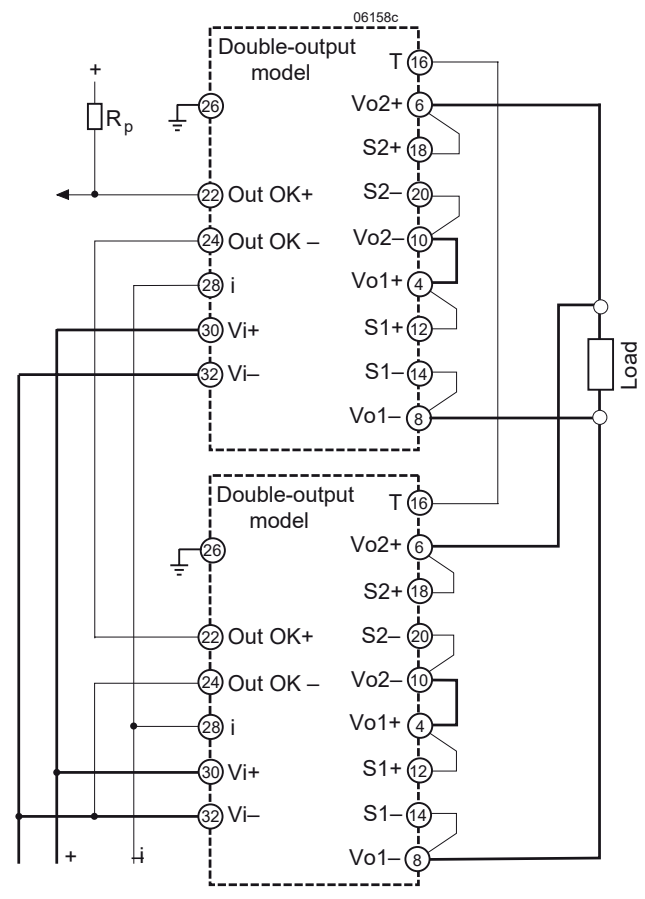 06158c
Double-output
model
T 16
+
Vo2+ 6
26
Rp
S2+ 18
22 Out OK+
S2– 20
24 Out OK –
Vo2– 10
28 i
Vo1+ 4
30 Vi+
S1+ 12
32 Vi–
S1– 14
Load
Vo1– 8
Double-output
model
T 16
26
Vo2+ 6
S2+ 18
22 Out OK+
S2– 20
24 Out OK –
Vo2– 10
28 i
Vo1+ 4
30 Vi+
S1+ 12
32 Vi–
S1– 14
+
–i
Vo1– 8